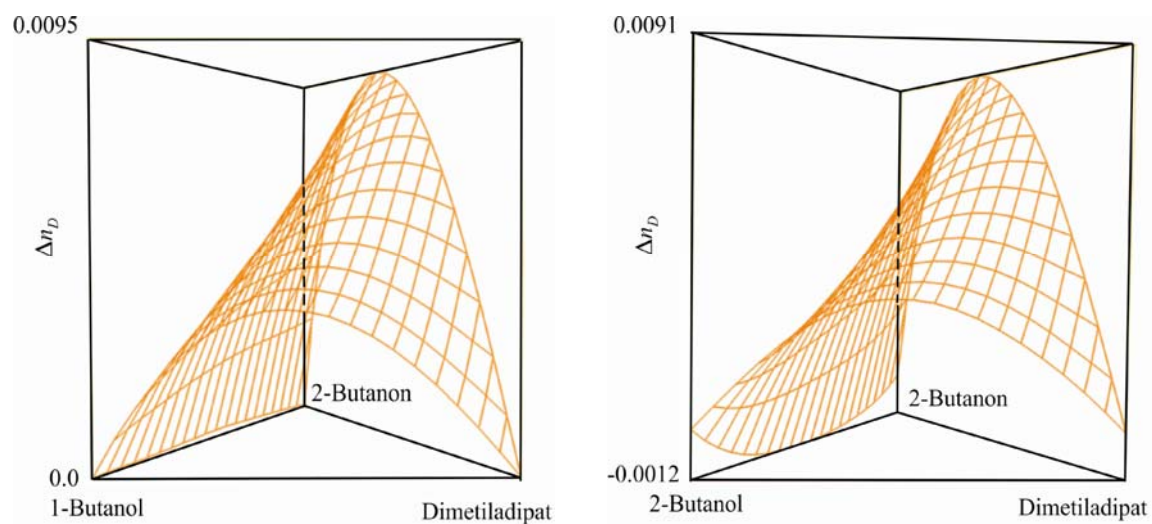 0.0095
Δn_D
2-Butanon
0.0
1-Butanol
Dimetiladipat
0.0091
Δn_D
2-Butanon
-0.0012
2-Butanol
Dimetiladipat